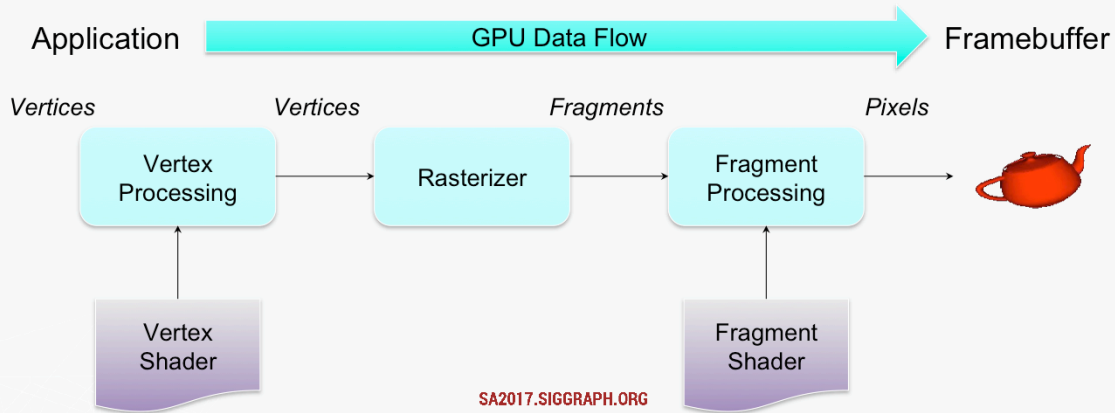 Application
GPU Data Flow
Framebuffer
Vertices
Vertices
Fragments
Pixels
Vertex
Processing
Rasterizer
Fragment
Processing
Vertex
Shader
Fragment
Shader
SA2017.SIGGRAPH.ORG